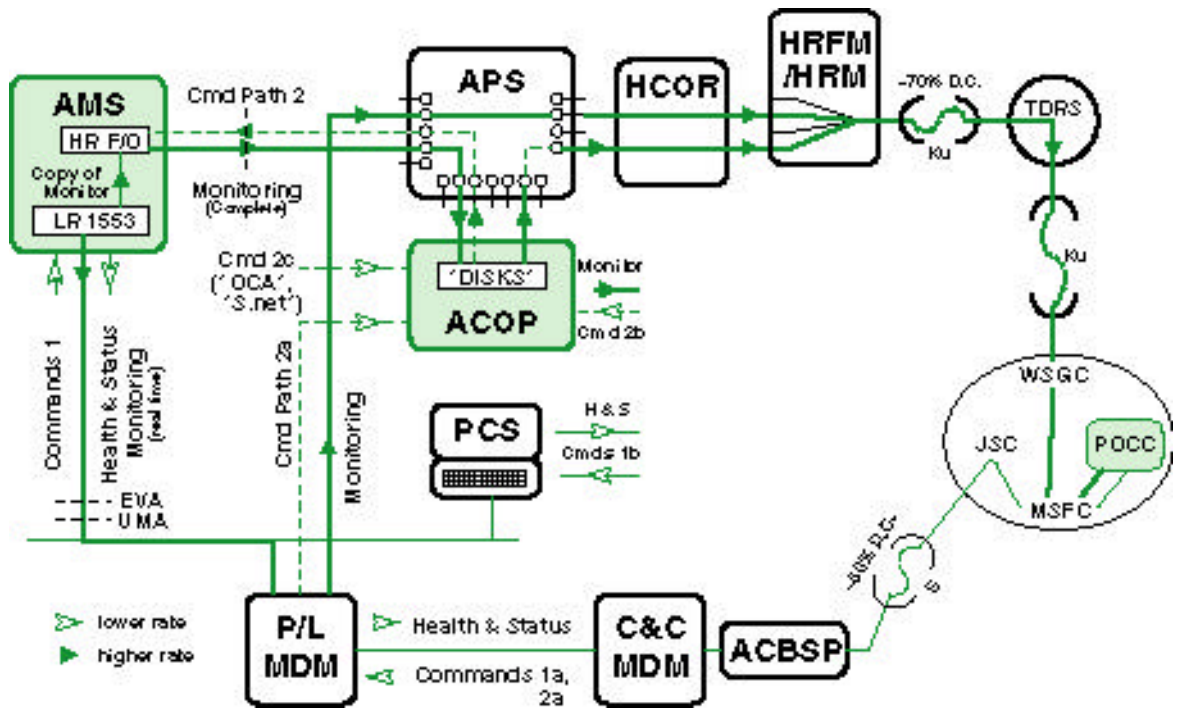 AMS
HR F/O
Copy of
Monitor
LR 1553
Cmd Path 2
Monitoring
(Complete)
APS
HCOR
HRFM
/HRM
~70% D.C.
Ku
TDRS
Ku
Cmd 2c
("OCA",
"S.net")
"DISKS"
ACOP
Monitor
Cmd 2b
Commands 1
Health & Status
Monitoring
(real time)
Cmd Path 2a
Monitoring
PCS
H & S
Cmds 1b
EVA
UMA
WSGC
JSC
POCC
MSFC
S
lower rate
higher rate
P/L
MDM
Health & Status
Commands 1a,
2a
C&C
MDM
ACBSP